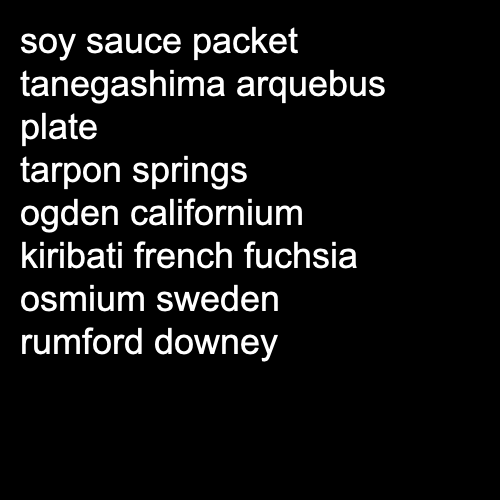 soy sauce packet
tanegashima arquebus
plate
tarpon springs
ogden californium
kiribati french fuchsia
osmium sweden
rumford downey